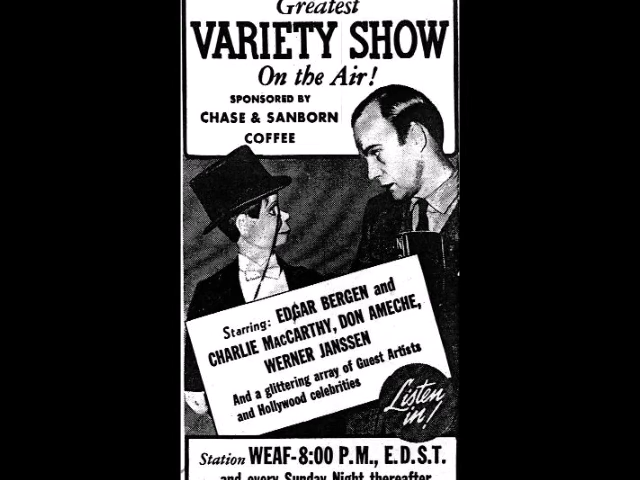 Greatest
VARIETY SHOW
On the Air!
SPONSORED BY
CHASE & SANBORN
COFFEE
Starring: EDGAR BERGEN and
CHARLIE MACCARTHY, DON AMECHE,
WERNER JANSSEN
And a glittering array of Guest Artists
and Hollywood celebrities
Listen
in!
Station WEAF-8:00 P.M., E.D.S.T.
and every Sunday Night thereafter